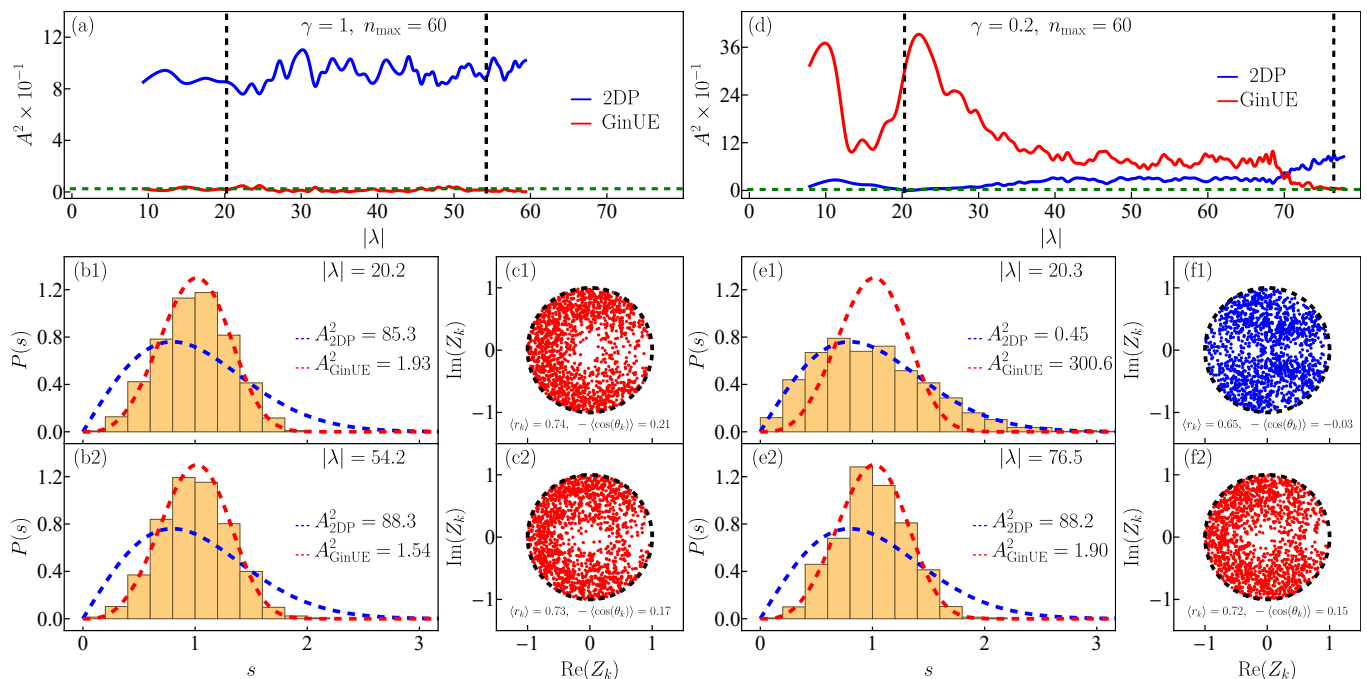 (a)
γ = 1, n_max = 60
12
8
4
0
A² × 10⁻¹
2DP
GinUE
0 10 20 30 40 50 60 70
|λ|
(d)
γ = 0.2, n_max = 60
36
24
12
0
A² × 10⁻¹
2DP
GinUE
0 10 20 30 40 50 60 70
|λ|
(b1)
|λ| = 20.2
1.2
0.8
0.4
0.0
P(s)
A²_2DP = 85.3
A²_GinUE = 1.93
(c1)
1
0
−1
Im(Z_k)
⟨r_k⟩ = 0.74, − ⟨cos(θ_k)⟩ = 0.21
(e1)
|λ| = 20.3
1.2
0.8
0.4
0.0
P(s)
A²_2DP = 0.45
A²_GinUE = 300.6
(f1)
1
0
−1
Im(Z_k)
⟨r_k⟩ = 0.65, − ⟨cos(θ_k)⟩ = −0.03
(b2)
|λ| = 54.2
1.2
0.8
0.4
0.0
P(s)
A²_2DP = 88.3
A²_GinUE = 1.54
0 1 2 3
s
(c2)
1
0
−1
Im(Z_k)
⟨r_k⟩ = 0.73, − ⟨cos(θ_k)⟩ = 0.17
−1 0 1
Re(Z_k)
(e2)
|λ| = 76.5
1.2
0.8
0.4
0.0
P(s)
A²_2DP = 88.2
A²_GinUE = 1.90
0 1 2 3
s
(f2)
1
0
−1
Im(Z_k)
⟨r_k⟩ = 0.72, − ⟨cos(θ_k)⟩ = 0.15
−1 0 1
Re(Z_k)